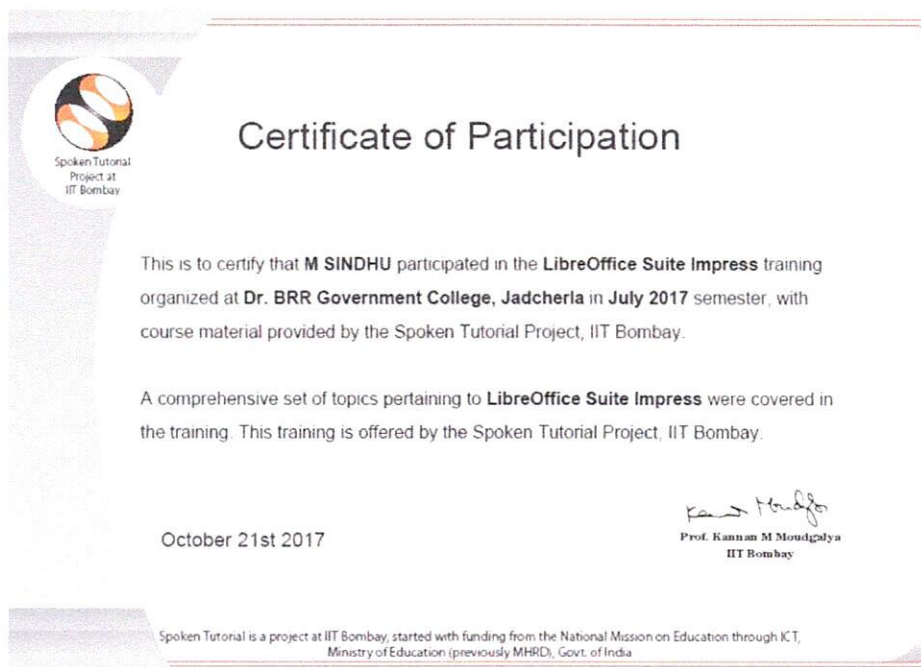 Spoken Tutorial
Project at
IIT Bombay
Certificate of Participation
This is to certify that M SINDHU participated in the LibreOffice Suite Impress training
organized at Dr. BRR Government College, Jadcherla in July 2017 semester, with
course material provided by the Spoken Tutorial Project, IIT Bombay.
A comprehensive set of topics pertaining to LibreOffice Suite Impress were covered in
the training. This training is offered by the Spoken Tutorial Project, IIT Bombay.
October 21st 2017
Prof. Kannan M Moudgalya
IIT Bombay
Spoken Tutorial is a project at IIT Bombay, started with funding from the National Mission on Education through ICT,
Ministry of Education (previously MHRD), Govt. of India